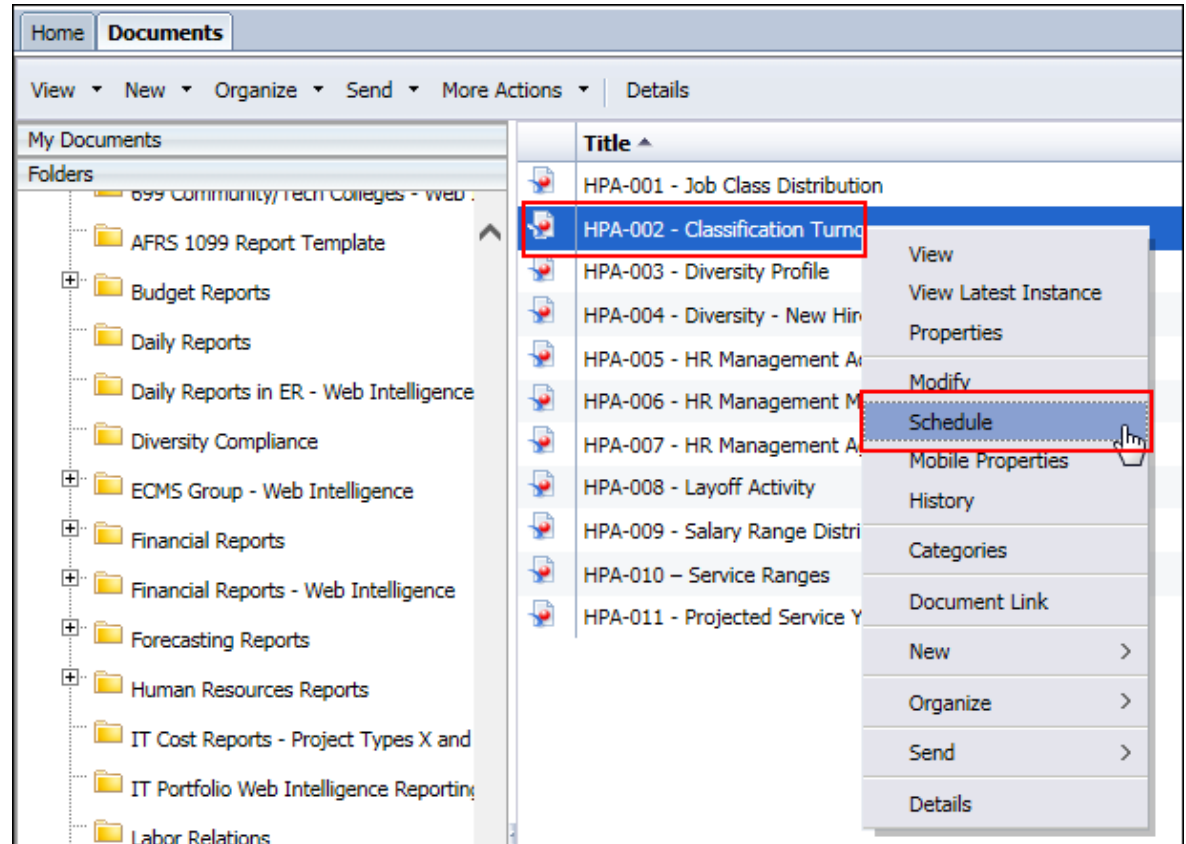 Home Documents
View New Organize Send More Actions Details
My Documents
Folders
699 Community/Tech Colleges - Web
AFRS 1099 Report Template
Budget Reports
Daily Reports
Daily Reports in ER - Web Intelligence
Diversity Compliance
ECMS Group - Web Intelligence
Financial Reports
Financial Reports - Web Intelligence
Forecasting Reports
Human Resources Reports
IT Cost Reports - Project Types X and
IT Portfolio Web Intelligence Reporting
Labor Relations
Title
HPA-001 - Job Class Distribution
HPA-002 - Classification Turno
HPA-003 - Diversity Profile
HPA-004 - Diversity - New Hir
HPA-005 - HR Management A
HPA-006 - HR Management M
HPA-007 - HR Management A
HPA-008 - Layoff Activity
HPA-009 - Salary Range Distri
HPA-010 – Service Ranges
HPA-011 - Projected Service Y
View
View Latest Instance
Properties
Modify
Schedule
Mobile Properties
History
Categories
Document Link
New
Organize
Send
Details